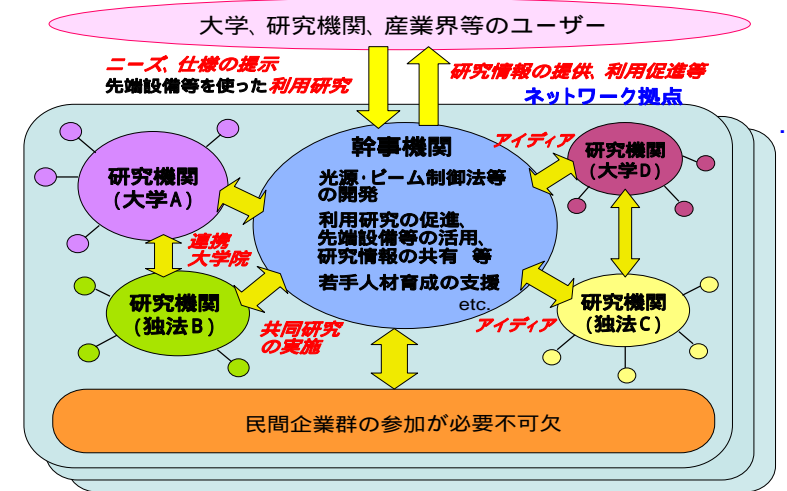 大学、研究機関、産業界等のユーザー
ニーズ、仕様の提示
先端設備等を使った利用研究
研究情報の提供、利用促進等
ネットワーク拠点
幹事機関
光源・ビーム制御法等
の開発
利用研究の促進、
先端設備等の活用、
研究情報の共有 等
若手人材育成の支援
etc.
研究機関
(大学A)
連携
大学院
研究機関
(独法B)
共同研究
の実施
アイディア
研究機関
(大学D)
アイディア
研究機関
(独法C)
民間企業群の参加が必要不可欠